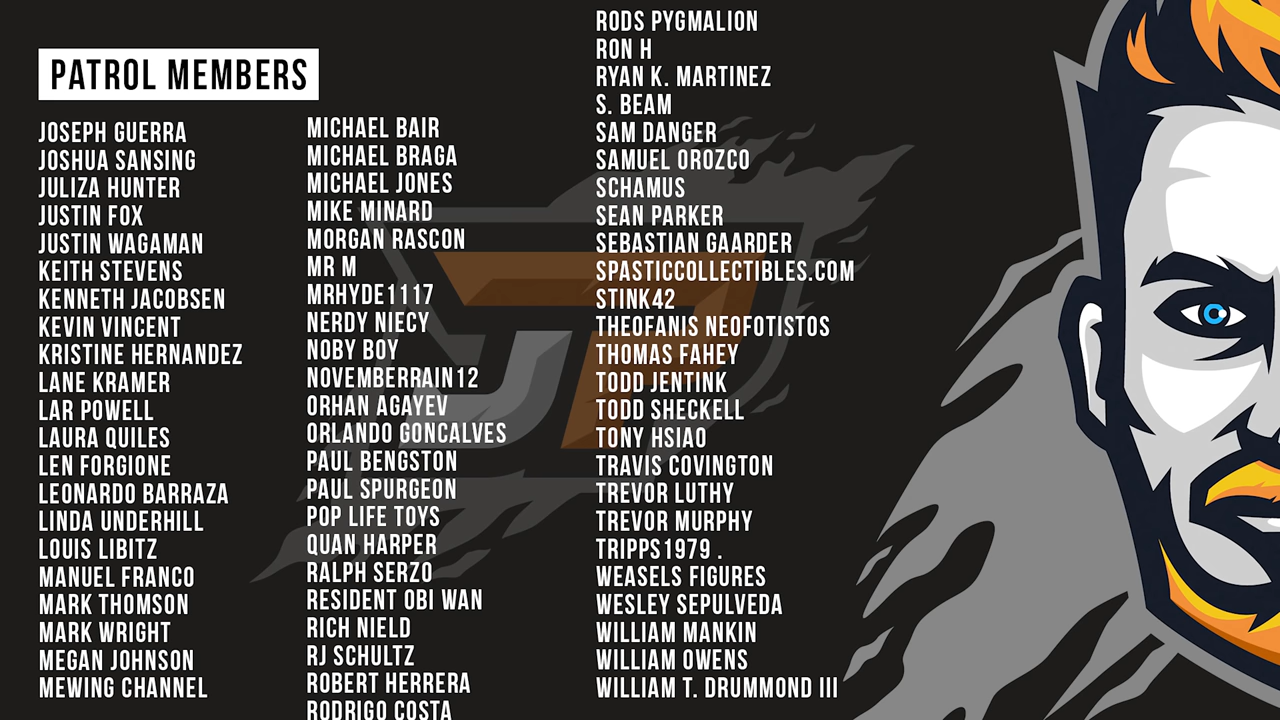 PATROL MEMBERS
JOSEPH GUERRA
JOSHUA SANSING
JULIZA HUNTER
JUSTIN FOX
JUSTIN WAGAMAN
KEITH STEVENS
KENNETH JACOBSEN
KEVIN VINCENT
KRISTINE HERNANDEZ
LANE KRAMER
LAR POWELL
LAURA QUILES
LEN FORGIONE
LEONARDO BARRAZA
LINDA UNDERHILL
LOUIS LIBITZ
MANUEL FRANCO
MARK THOMSON
MARK WRIGHT
MEGAN JOHNSON
MEWING CHANNEL
MICHAEL BAIR
MICHAEL BRAGA
MICHAEL JONES
MIKE MINARD
MORGAN RASCON
MR M
MRHYDE1117
NERDY NIECY
NOBY BOY
NOVEMBERRAIN12
ORHAN AGAYEV
ORLANDO GONCALVES
PAUL BENGSTON
PAUL SPURGEON
POP LIFE TOYS
QUAN HARPER
RALPH SERZO
RESIDENT OBI WAN
RICH NIELD
RJ SCHULTZ
ROBERT HERRERA
RODRIGO COSTA
RODS PYGMALION
RON H
RYAN K. MARTINEZ
S. BEAM
SAM DANGER
SAMUEL OROZCO
SCHAMUS
SEAN PARKER
SEBASTIAN GAARDER
SPASTICCOLLECTIBLES.COM
STINK42
THEOFANIS NEOFOTISTOS
THOMAS FAHEY
TODD JENTINK
TODD SHECKELL
TONY HSIAO
TRAVIS COVINGTON
TREVOR LUTHY
TREVOR MURPHY
TRIPPS1979 .
WEASELS FIGURES
WESLEY SEPULVEDA
WILLIAM MANKIN
WILLIAM OWENS
WILLIAM T. DRUMMOND III